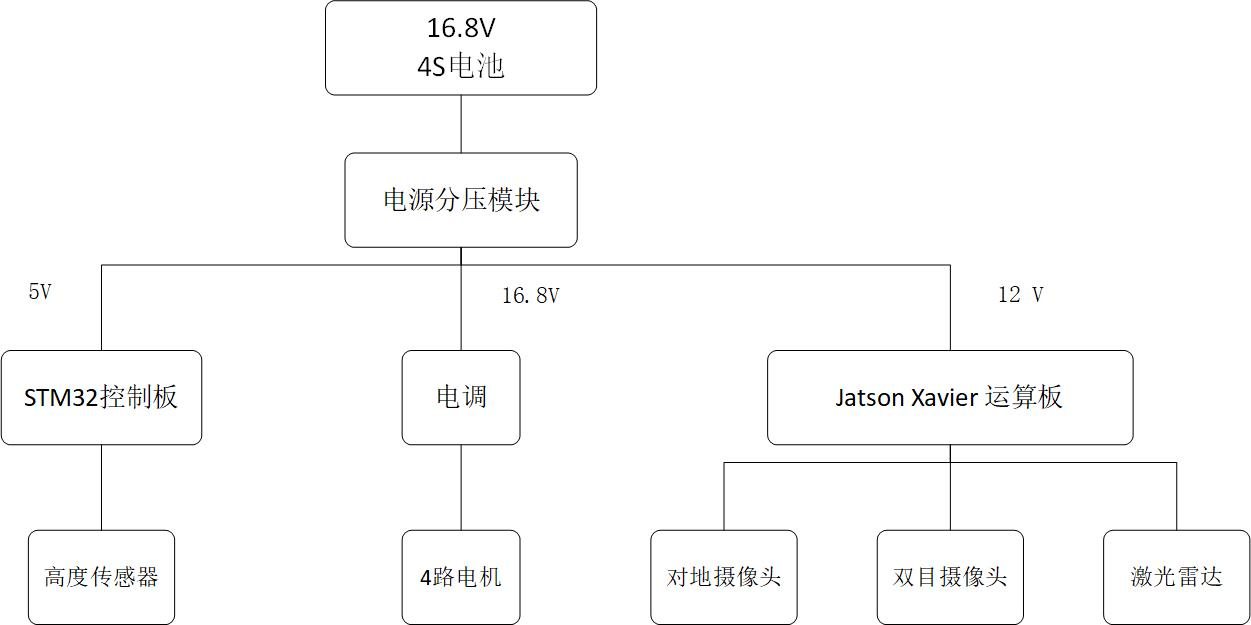 16.8V
4S电池
电源分压模块
5V
16.8V
12 V
STM32控制板
电调
Jatson Xavier 运算板
高度传感器
4路电机
对地摄像头
双目摄像头
激光雷达